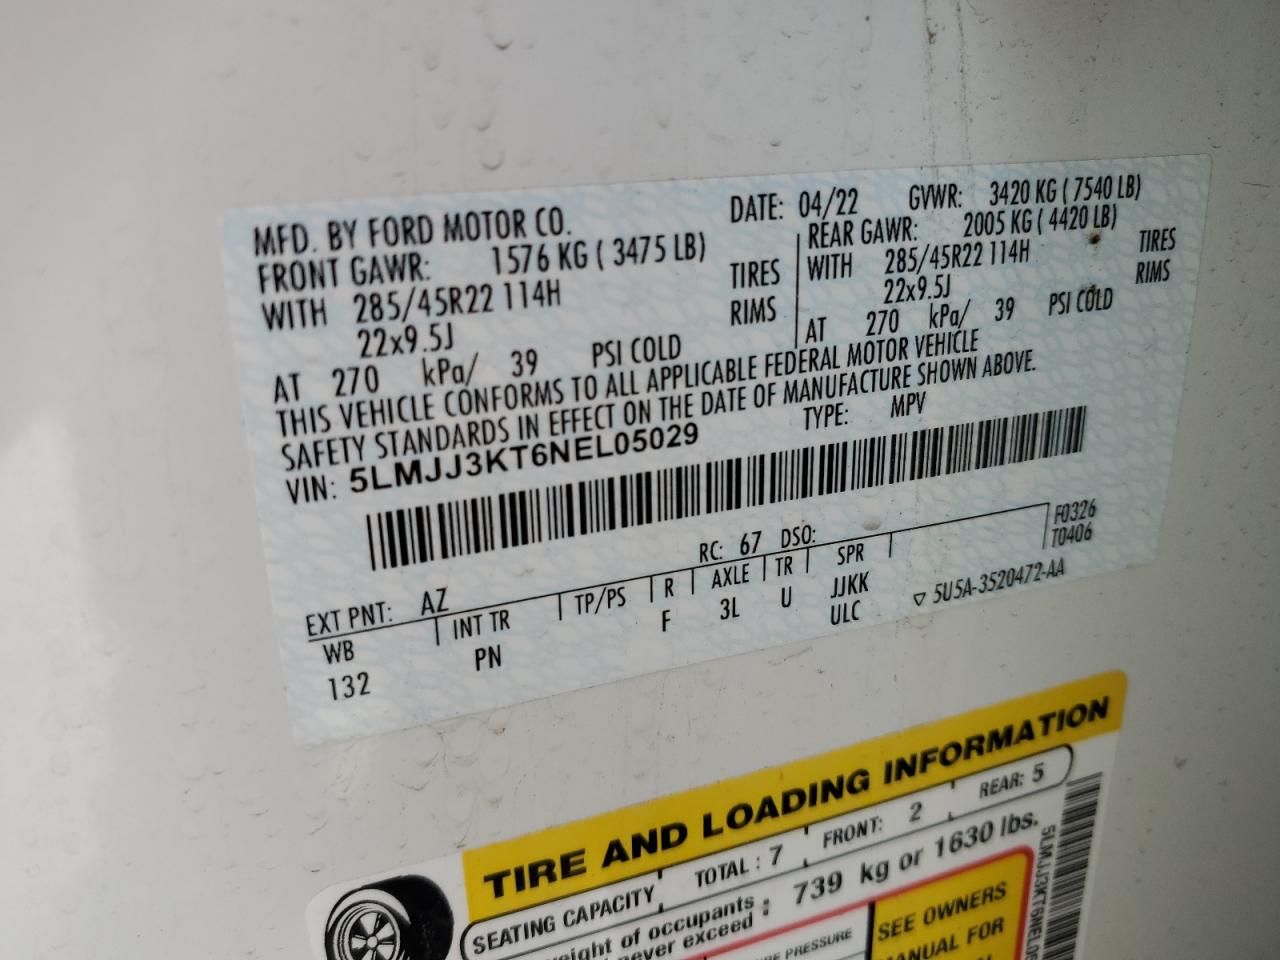 MFD. BY FORD MOTOR CO. DATE: 04/22 GVWR: 3420 KG ( 7540 LB)
FRONT GAWR: 1576 KG ( 3475 LB) REAR GAWR: 2005 KG ( 4420 LB)
WITH 285/45R22 114H TIRES WITH 285/45R22 114H TIRES
22x9.5J RIMS 22x9.5J RIMS
AT 270 kPa/ 39 PSI COLD AT 270 kPa/ 39 PSI COLD
THIS VEHICLE CONFORMS TO ALL APPLICABLE FEDERAL MOTOR VEHICLE
SAFETY STANDARDS IN EFFECT ON THE DATE OF MANUFACTURE SHOWN ABOVE.
VIN: 5LMJJ3KT6NEL05029 TYPE: MPV
EXT PNT: AZ RC: 67 DSO: F0326
T0406
WB INT TR TP/PS R AXLE TR SPR
132 PN F 3L U JJKK
ULC
▽ 5U5A-3520472-AA
TIRE AND LOADING INFORMATION
SEATING CAPACITY TOTAL : 7 FRONT: 2 REAR: 5
of occupants : 739 kg or 1630 lbs.
never exceed
PRESSURE
SEE OWNERS
FOR